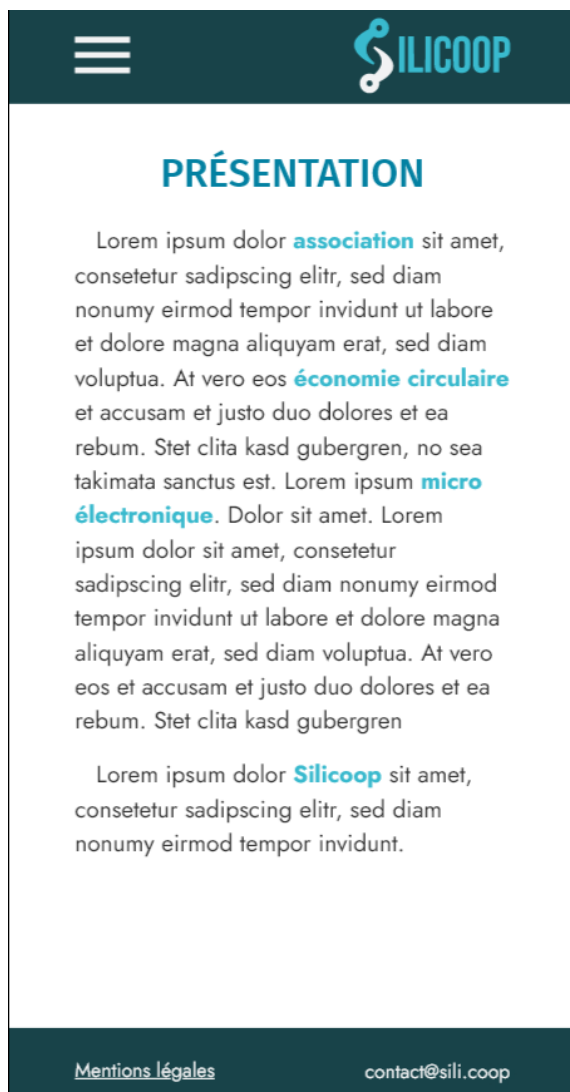 SILICOOP
PRÉSENTATION
Lorem ipsum dolor association sit amet,
consetetur sadipscing elitr, sed diam
nonumy eirmod tempor invidunt ut labore
et dolore magna aliquyam erat, sed diam
voluptua. At vero eos économie circulaire
et accusam et justo duo dolores et ea
rebum. Stet clita kasd gubergren, no sea
takimata sanctus est. Lorem ipsum micro
électronique. Dolor sit amet. Lorem
ipsum dolor sit amet, consetetur
sadipscing elitr, sed diam nonumy eirmod
tempor invidunt ut labore et dolore magna
aliquyam erat, sed diam voluptua. At vero
eos et accusam et justo duo dolores et ea
rebum. Stet clita kasd gubergren
Lorem ipsum dolor Silicoop sit amet,
consetetur sadipscing elitr, sed diam
nonumy eirmod tempor invidunt.
Mentions légales contact@sili.coop